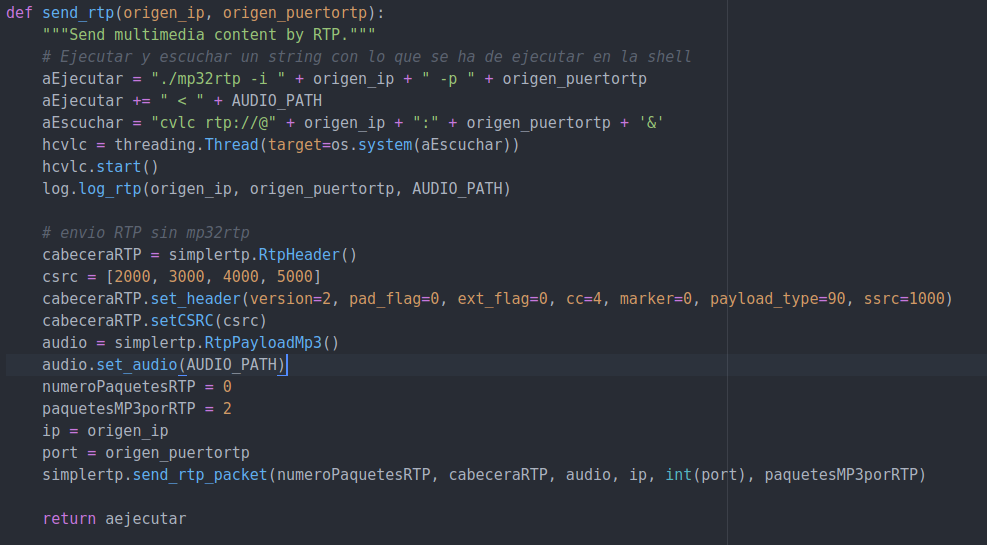 def send_rtp(origen_ip, origen_puertortp):
    """Send multimedia content by RTP."""
    # Ejecutar y escuchar un string con lo que se ha de ejecutar en la shell
    aEjecutar = "./mp32rtp -i " + origen_ip + " -p " + origen_puertortp
    aEjecutar += " < " + AUDIO_PATH
    aEscuchar = "cvlc rtp://@" + origen_ip + ":" + origen_puertortp + '&'
    hcvlc = threading.Thread(target=os.system(aEscuchar))
    hcvlc.start()
    log.log_rtp(origen_ip, origen_puertortp, AUDIO_PATH)

    # envio RTP sin mp32rtp
    cabeceraRTP = simplertp.RtpHeader()
    csrc = [2000, 3000, 4000, 5000]
    cabeceraRTP.set_header(version=2, pad_flag=0, ext_flag=0, cc=4, marker=0, payload_type=90, ssrc=1000)
    cabeceraRTP.setCSRC(csrc)
    audio = simplertp.RtpPayloadMp3()
    audio.set_audio(AUDIO_PATH)
    numeroPaquetesRTP = 0
    paquetesMP3porRTP = 2
    ip = origen_ip
    port = origen_puertortp
    simplertp.send_rtp_packet(numeroPaquetesRTP, cabeceraRTP, audio, ip, int(port), paquetesMP3porRTP)

    return aejecutar